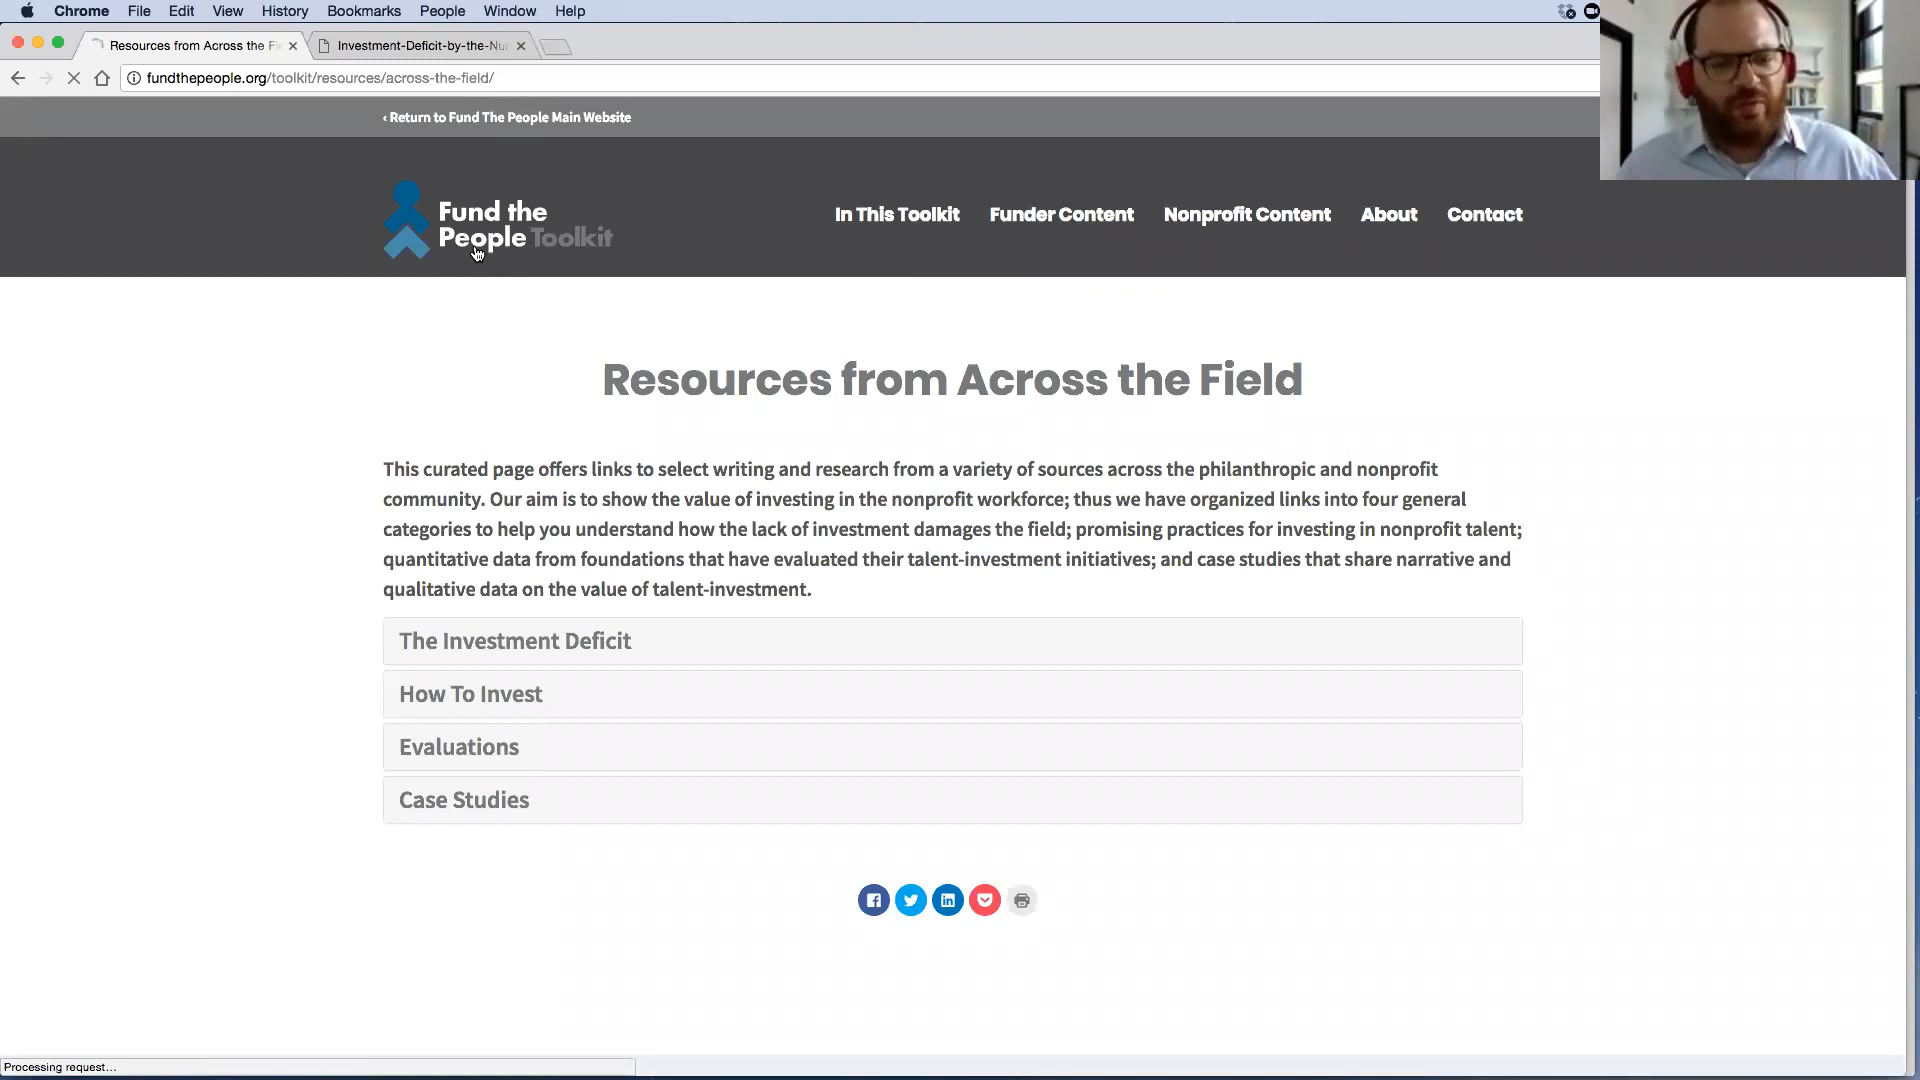 Chrome File Edit View History Bookmarks People Window Help
Resources from Across the Fi
Investment-Deficit-by-the-Nu
fundthepeople.org/toolkit/resources/across-the-field/
‹ Return to Fund The People Main Website
Fund the
People Toolkit
In This Toolkit Funder Content Nonprofit Content About Contact
Resources from Across the Field
This curated page offers links to select writing and research from a variety of sources across the philanthropic and nonprofit
community. Our aim is to show the value of investing in the nonprofit workforce; thus we have organized links into four general
categories to help you understand how the lack of investment damages the field; promising practices for investing in nonprofit talent;
quantitative data from foundations that have evaluated their talent-investment initiatives; and case studies that share narrative and
qualitative data on the value of talent-investment.
The Investment Deficit
How To Invest
Evaluations
Case Studies
Processing request...